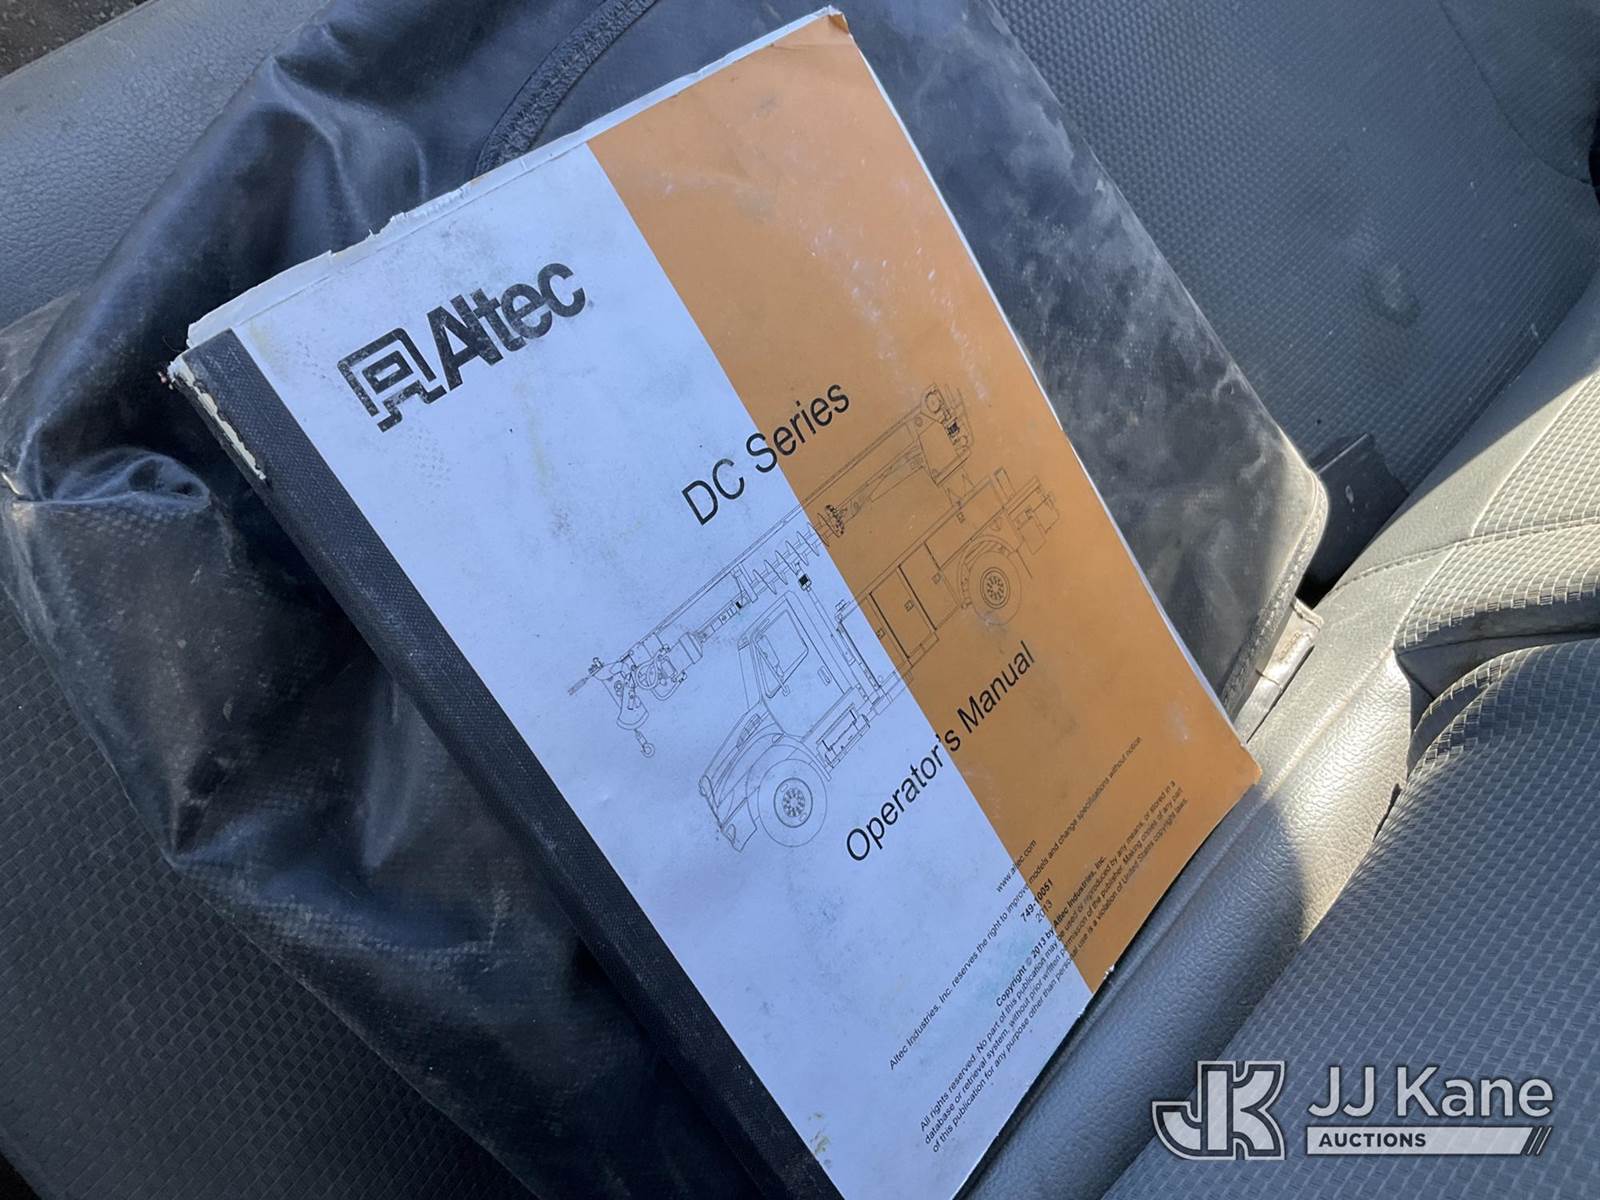 Altec
DC Series
Operator's Manual
www.altec.com
Altec Industries, Inc. reserves the right to improve models and change specifications without notice.
749-10051
2013
Copyright © 2013 by Altec Industries, Inc.
All rights reserved. No part of this publication may be used or reproduced by any means, or stored in a
database or retrieval system, without prior written permission of the publisher. Making copies of any part
of this publication for any purpose other than personal use is a violation of United States copyright laws.
JK JJ Kane
AUCTIONS